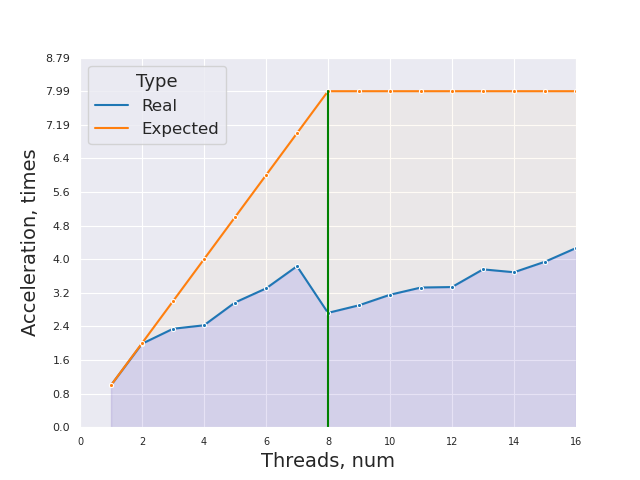 8.79
7.99
7.19
6.4
5.6
4.8
4.0
3.2
2.4
1.6
0.8
0.0
Acceleration, times
Type
Real
Expected
0 2 4 6 8 10 12 14 16
Threads, num